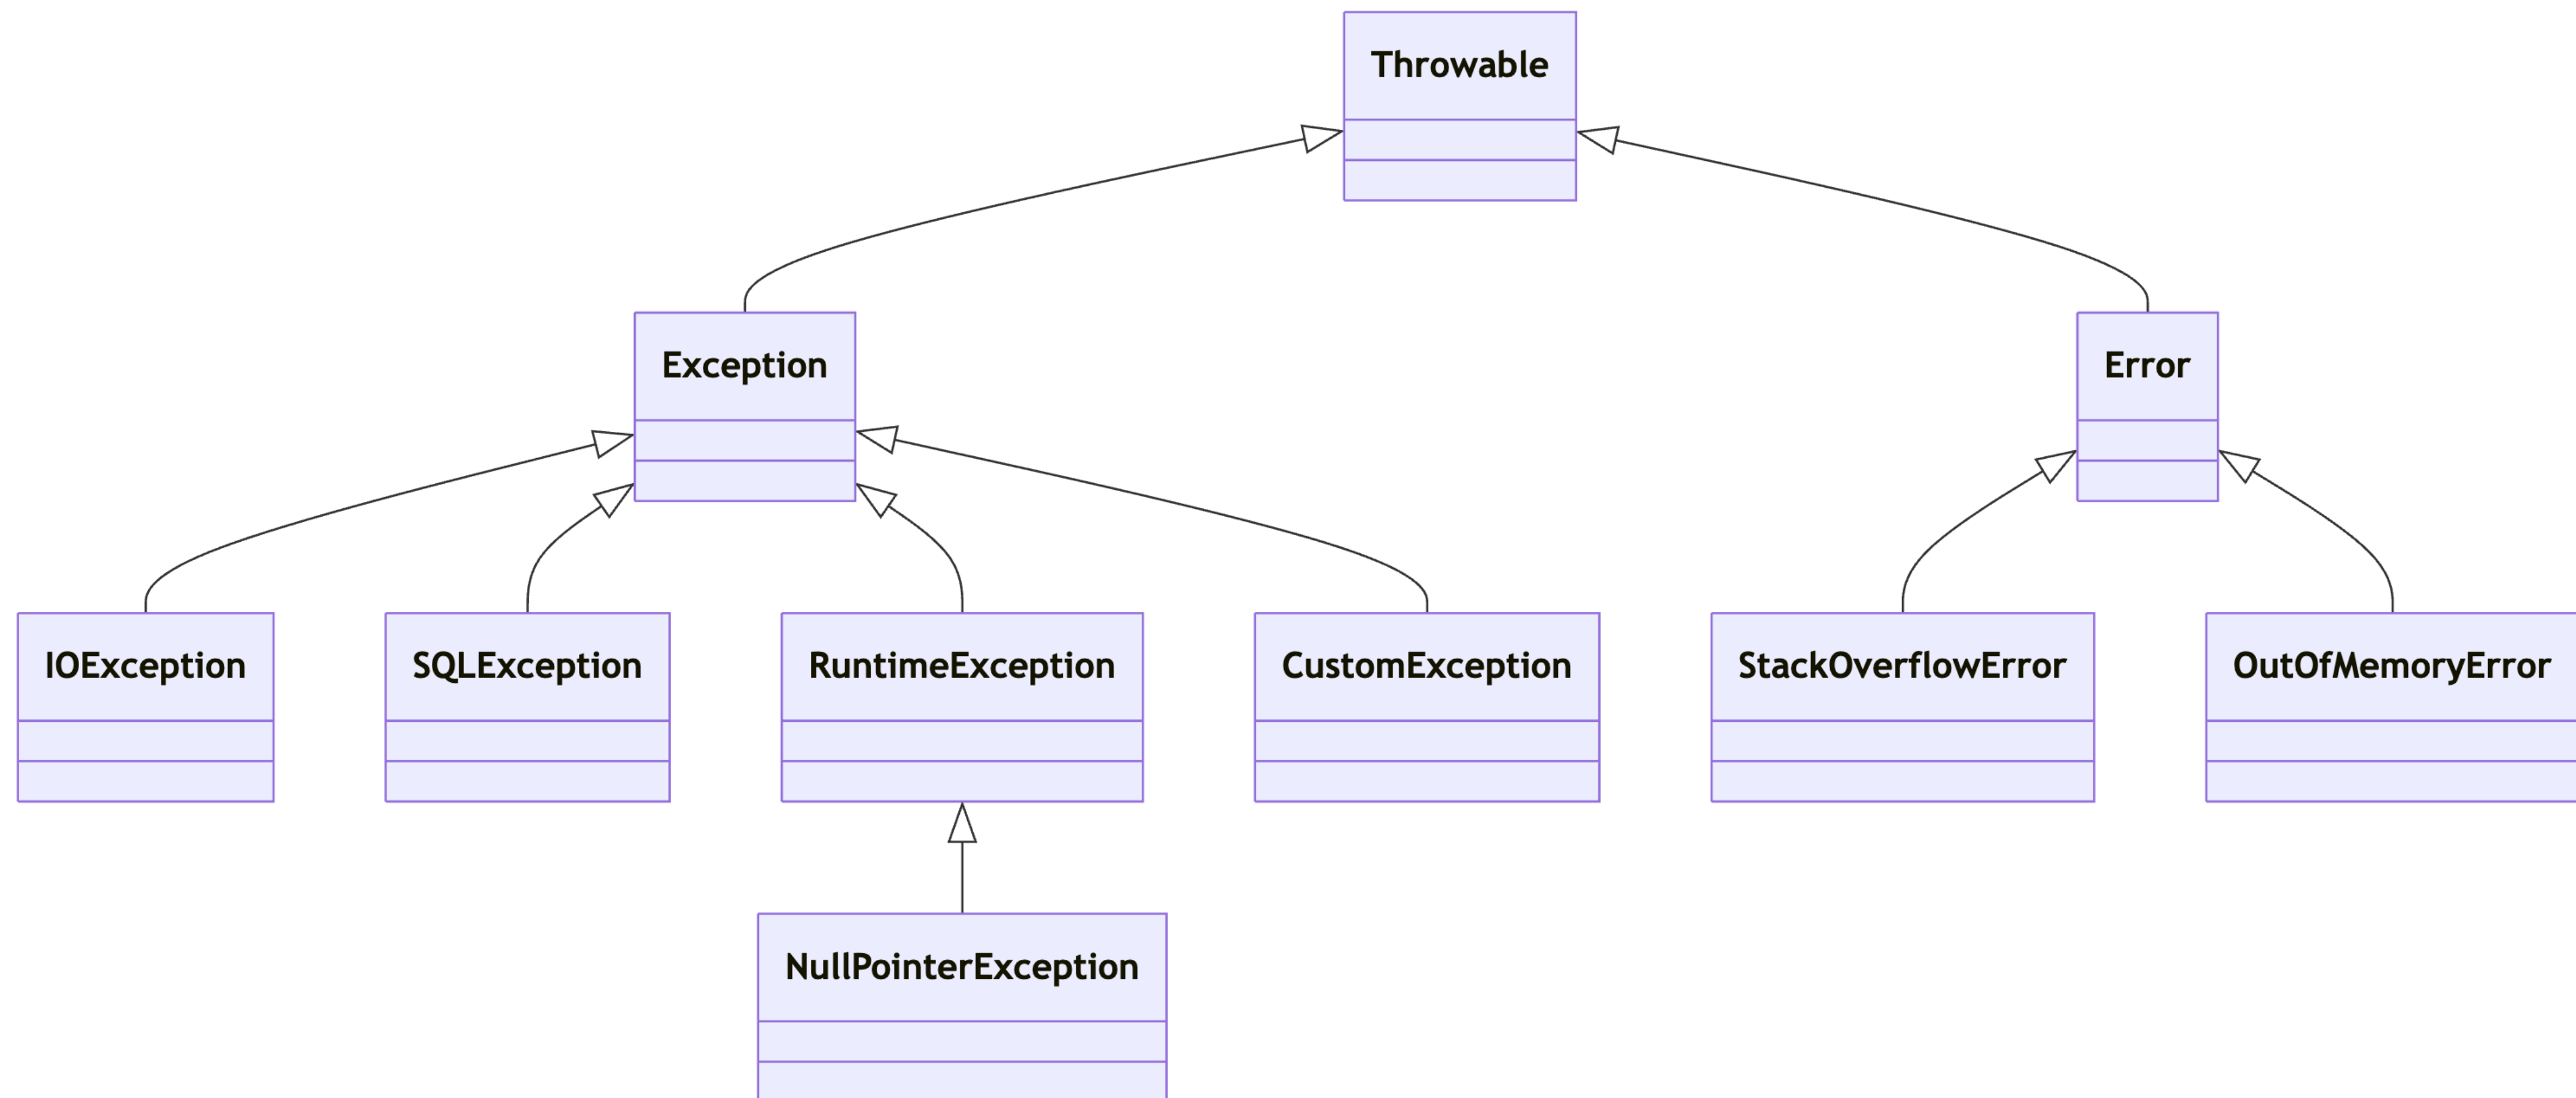 Throwable
Exception
Error
IOException
SQLException
RuntimeException
CustomException
StackOverflowError
OutOfMemoryError
NullPointerException